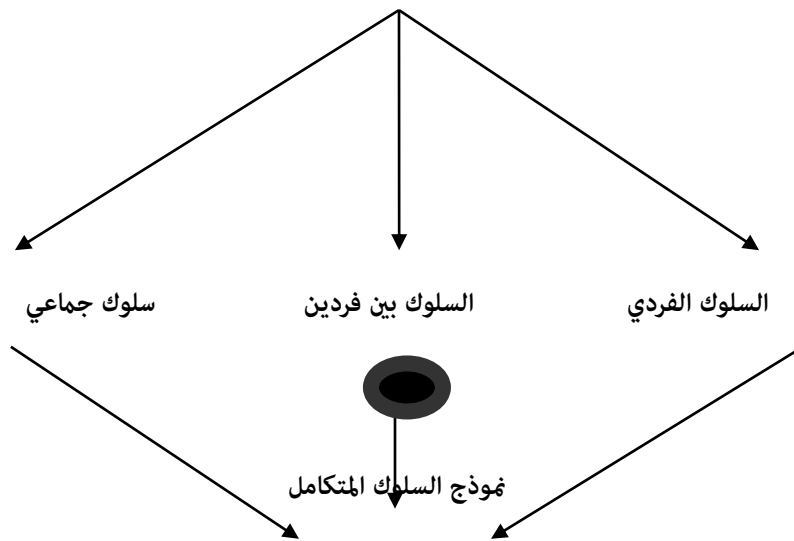 السلوك الفردي
السلوك بين فردين
سلوك جماعي
نموذج السلوك المتكامل